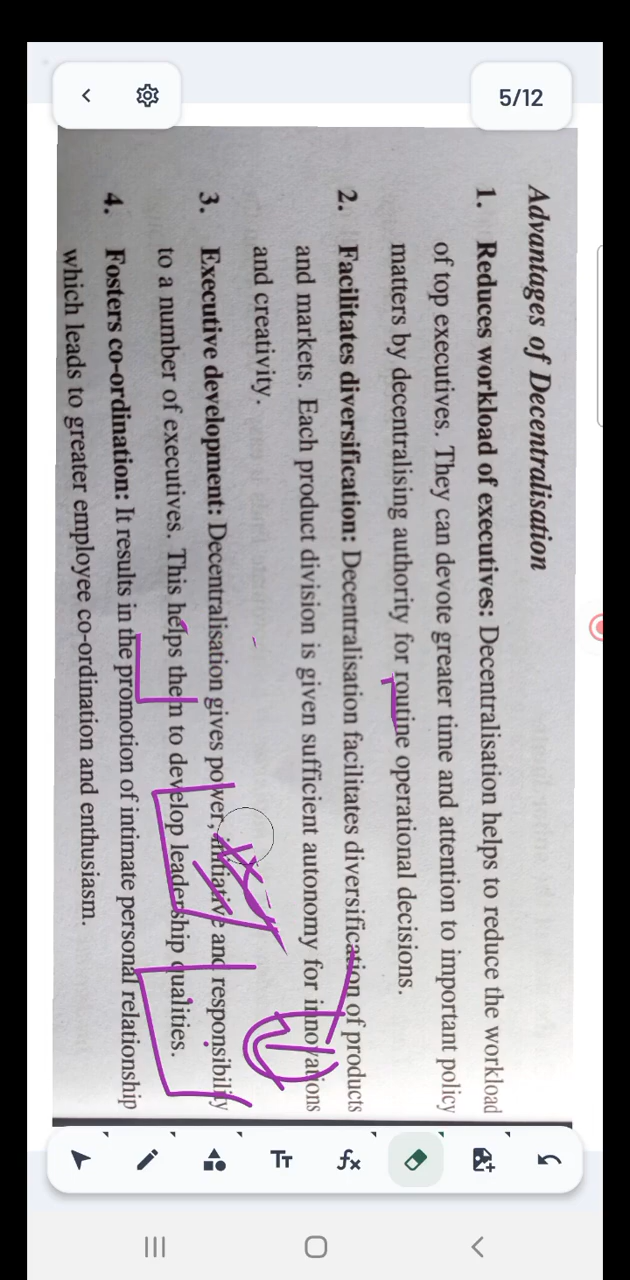 5/12
Advantages of Decentralisation
1. Reduces workload of executives: Decentralisation helps to reduce the workload
of top executives. They can devote greater time and attention to important policy
matters by decentralising authority for routine operational decisions.
2. Facilitates diversification: Decentralisation facilitates diversification of products
and markets. Each product division is given sufficient autonomy for innovations
and creativity.
3. Executive development: Decentralisation gives power, initiative and responsibility
to a number of executives. This helps them to develop leadership qualities.
4. Fosters co-ordination: It results in the promotion of intimate personal relationship
which leads to greater employee co-ordination and enthusiasm.
Tт
fx